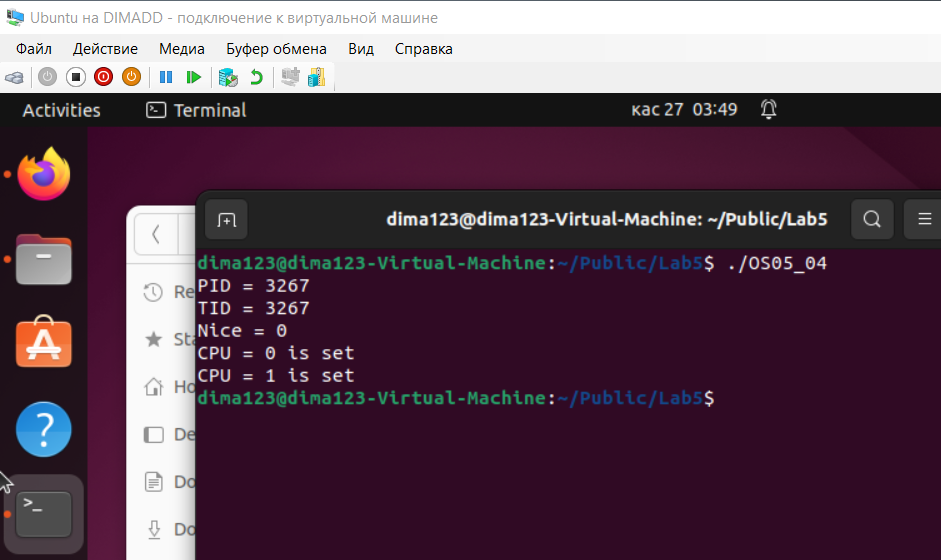 Ubuntu на DIMADD - подключение к виртуальной машине
Файл Действие Медиа Буфер обмена Вид Справка
Activities Terminal кас 27 03:49
dima123@dima123-Virtual-Machine: ~/Public/Lab5
dima123@dima123-Virtual-Machine:~/Public/Lab5$ ./OS05_04
PID = 3267
TID = 3267
Nice = 0
CPU = 0 is set
CPU = 1 is set
dima123@dima123-Virtual-Machine:~/Public/Lab5$
Re
Sta
Ho
De
Do
Do